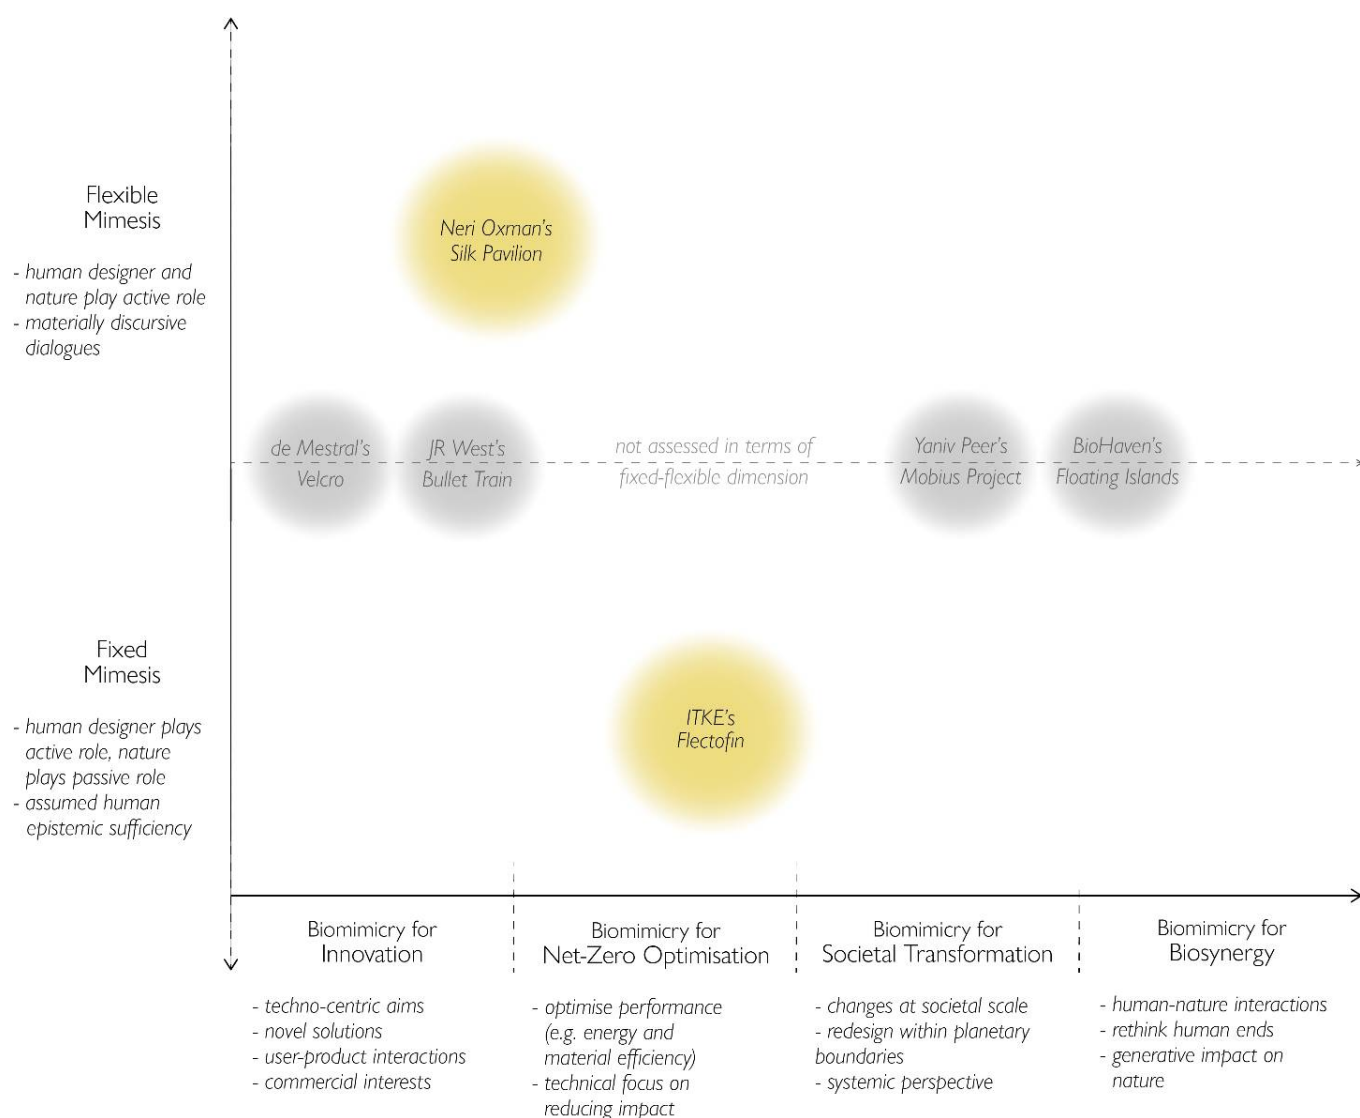 Flexible
Mimesis
- human designer and
nature play active role
- materially discursive
dialogues
Neri Oxman's
Silk Pavilion
de Mestral's
Velcro
JR West's
Bullet Train
not assessed in terms of
fixed-flexible dimension
Yaniv Peer's
Mobius Project
BioHaven's
Floating Islands
Fixed
Mimesis
- human designer plays
active role, nature
plays passive role
- assumed human
epistemic sufficiency
ITKE's
Flectofin
Biomimicry for
Innovation
- techno-centric aims
- novel solutions
- user-product interactions
- commercial interests
Biomimicry for
Net-Zero Optimisation
- optimise performance
(e.g. energy and
material efficiency)
- technical focus on
reducing impact
Biomimicry for
Societal Transformation
- changes at societal scale
- redesign within planetary
boundaries
- systemic perspective
Biomimicry for
Biosynergy
- human-nature interactions
- rethink human ends
- generative impact on
nature